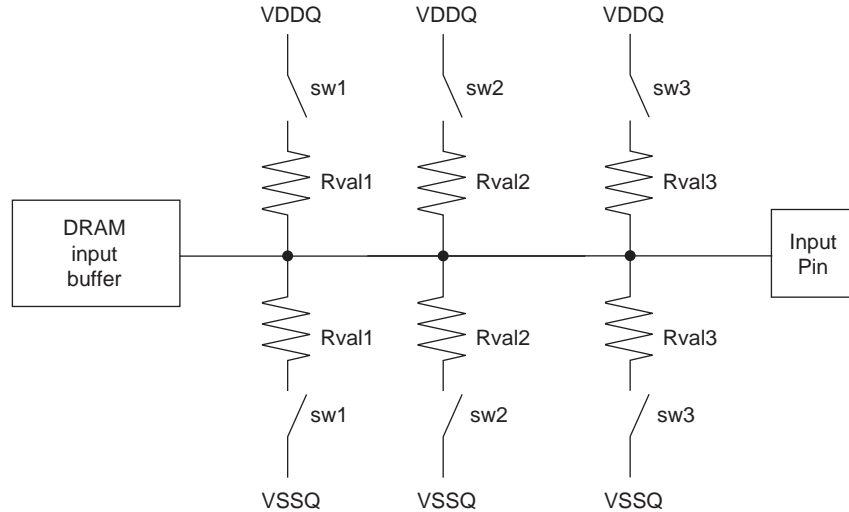 VDDQ VDDQ VDDQ
sw1 sw2 sw3
Rval1 Rval2 Rval3
DRAM
input
buffer
Input
Pin
Rval1 Rval2 Rval3
sw1 sw2 sw3
VSSQ VSSQ VSSQ